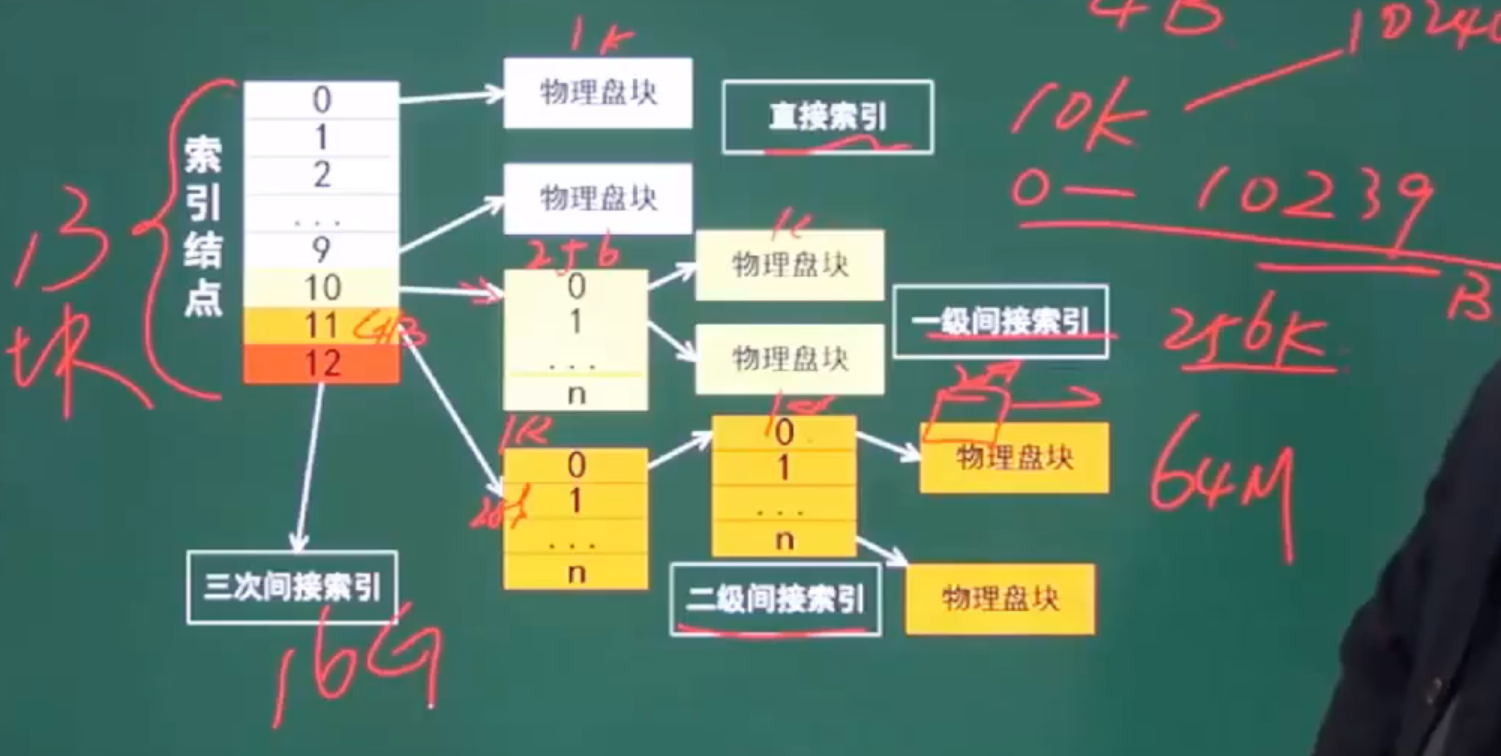 4B
1024
1K
10K
0
物理盘块
直接索引
索引结点
1
2
...
物理盘块
0— 10239
B
13块
9
256
1K
物理盘块
10
0
1
一级间接索引
256K
11
4B
物理盘块
12
...
n
1K
0
0
物理盘块
64M
1
1
...
...
n
n
三次间接索引
二级间接索引
物理盘块
16G